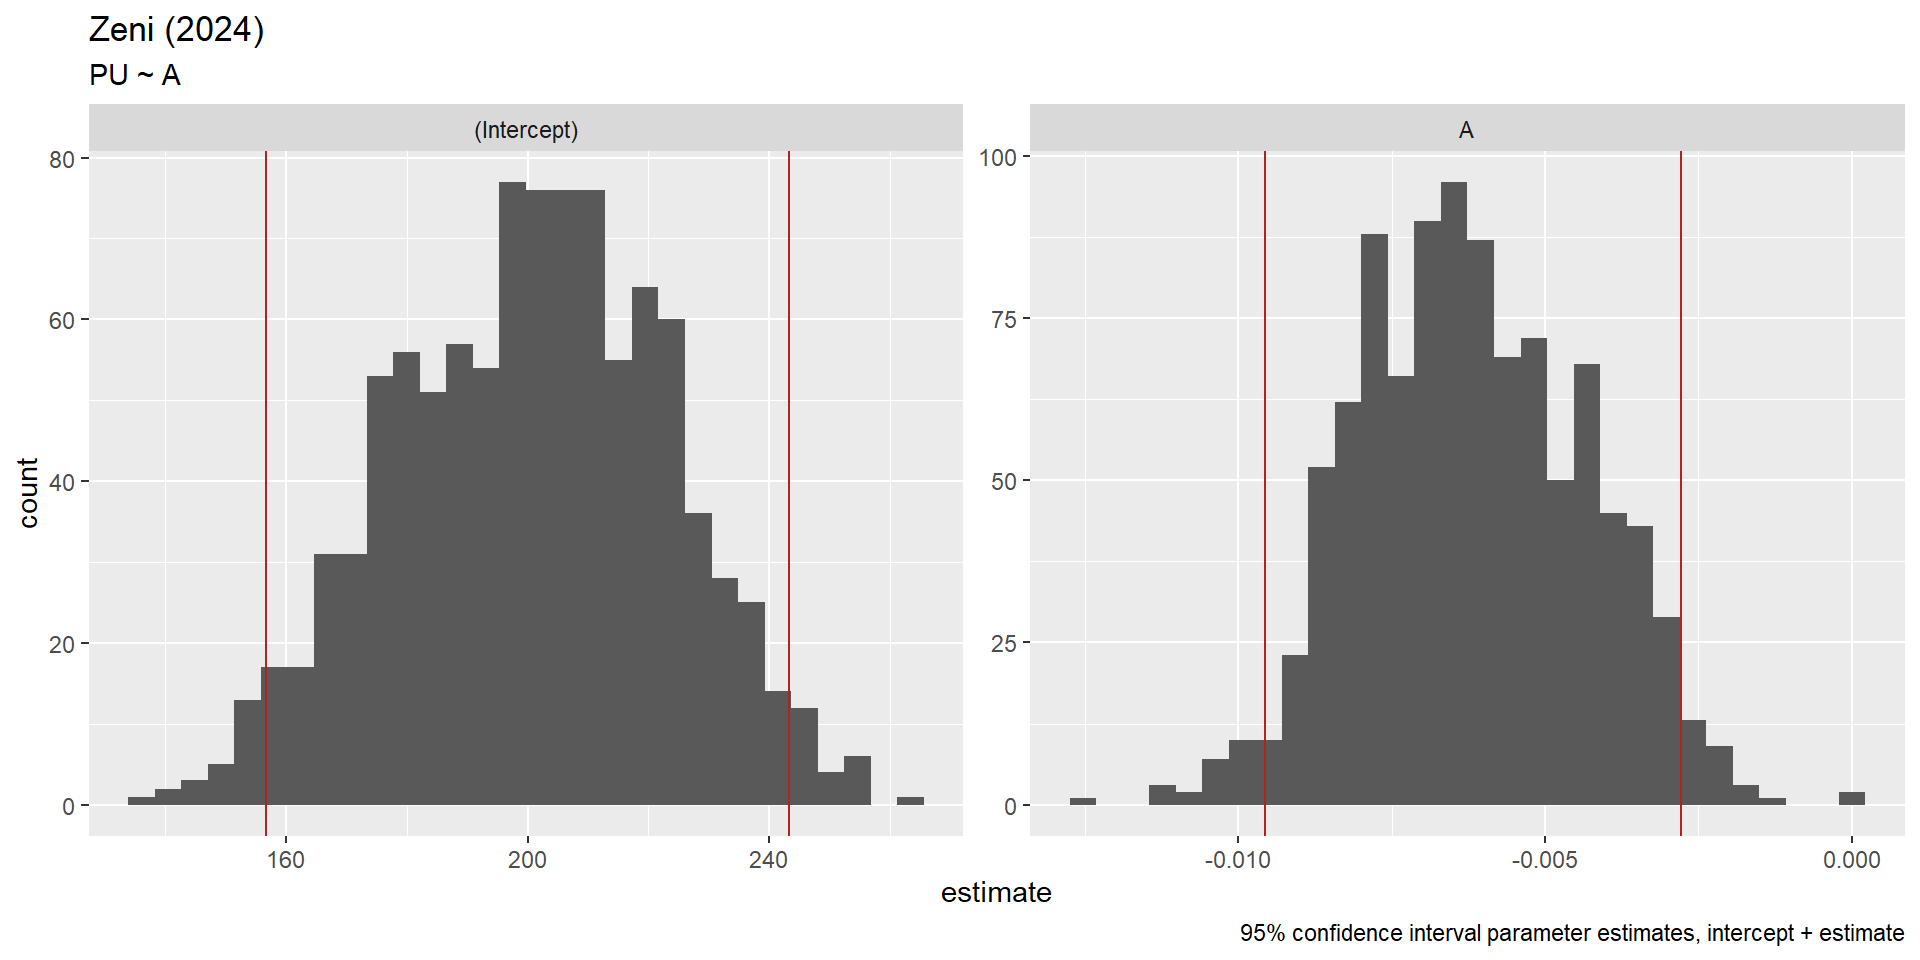 Zeni (2024)
PU ~ A
(Intercept)
A
count
80
60
40
20
0
160
200
240
100
75
50
25
0
-0.010
-0.005
0.000
estimate
95% confidence interval parameter estimates, intercept + estimate